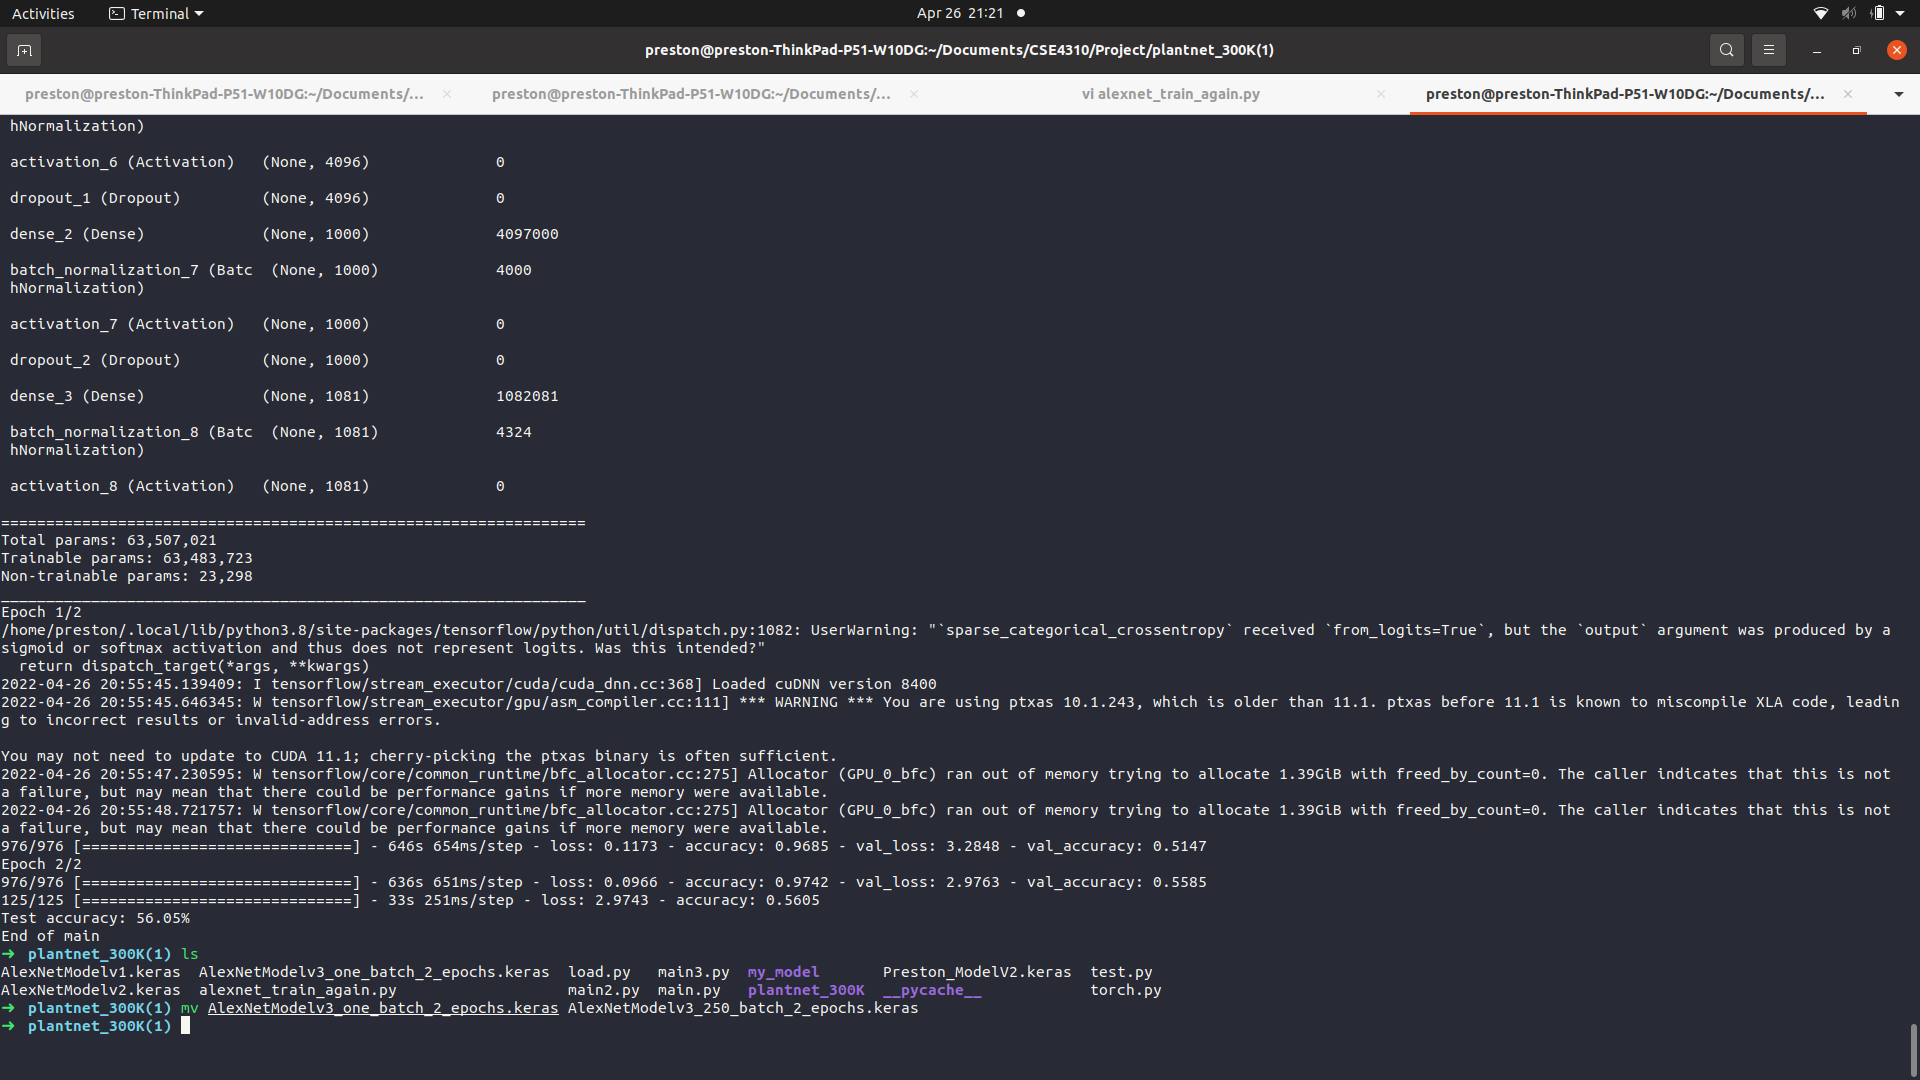 Activities Terminal Apr 26 21:21
preston@preston-ThinkPad-P51-W10DG:~/Documents/CSE4310/Project/plantnet_300K(1)
preston@preston-ThinkPad-P51-W10DG:~/Documents/... preston@preston-ThinkPad-P51-W10DG:~/Documents/... vi alexnet_train_again.py preston@preston-ThinkPad-P51-W10DG:~/Documents/...
hNormalization)
activation_6 (Activation) (None, 4096) 0
dropout_1 (Dropout) (None, 4096) 0
dense_2 (Dense) (None, 1000) 4097000
batch_normalization_7 (Batc (None, 1000) 4000
hNormalization)
activation_7 (Activation) (None, 1000) 0
dropout_2 (Dropout) (None, 1000) 0
dense_3 (Dense) (None, 1081) 1082081
batch_normalization_8 (Batc (None, 1081) 4324
hNormalization)
activation_8 (Activation) (None, 1081) 0
=================================================================
Total params: 63,507,021
Trainable params: 63,483,723
Non-trainable params: 23,298
_________________________________________________________________
Epoch 1/2
/home/preston/.local/lib/python3.8/site-packages/tensorflow/python/util/dispatch.py:1082: UserWarning: "`sparse_categorical_crossentropy` received `from_logits=True`, but the `output` argument was produced by a
sigmoid or softmax activation and thus does not represent logits. Was this intended?"
return dispatch_target(*args, **kwargs)
2022-04-26 20:55:45.139409: I tensorflow/stream_executor/cuda/cuda_dnn.cc:368] Loaded cuDNN version 8400
2022-04-26 20:55:45.646345: W tensorflow/stream_executor/gpu/asm_compiler.cc:111] *** WARNING *** You are using ptxas 10.1.243, which is older than 11.1. ptxas before 11.1 is known to miscompile XLA code, leadin
g to incorrect results or invalid-address errors.
You may not need to update to CUDA 11.1; cherry-picking the ptxas binary is often sufficient.
2022-04-26 20:55:47.230595: W tensorflow/core/common_runtime/bfc_allocator.cc:275] Allocator (GPU_0_bfc) ran out of memory trying to allocate 1.39GiB with freed_by_count=0. The caller indicates that this is not
a failure, but may mean that there could be performance gains if more memory were available.
2022-04-26 20:55:48.721757: W tensorflow/core/common_runtime/bfc_allocator.cc:275] Allocator (GPU_0_bfc) ran out of memory trying to allocate 1.39GiB with freed_by_count=0. The caller indicates that this is not
a failure, but may mean that there could be performance gains if more memory were available.
976/976 [==============================] - 646s 654ms/step - loss: 0.1173 - accuracy: 0.9685 - val_loss: 3.2848 - val_accuracy: 0.5147
Epoch 2/2
976/976 [==============================] - 636s 651ms/step - loss: 0.0966 - accuracy: 0.9742 - val_loss: 2.9763 - val_accuracy: 0.5585
125/125 [==============================] - 33s 251ms/step - loss: 2.9743 - accuracy: 0.5605
Test accuracy: 56.05%
End of main
➜ plantnet_300K(1) ls
AlexNetModelv1.keras AlexNetModelv3_one_batch_2_epochs.keras load.py main3.py my_model Preston_ModelV2.keras test.py
AlexNetModelv2.keras alexnet_train_again.py main2.py main.py plantnet_300K __pycache__ torch.py
➜ plantnet_300K(1) mv AlexNetModelv3_one_batch_2_epochs.keras AlexNetModelv3_250_batch_2_epochs.keras
➜ plantnet_300K(1)